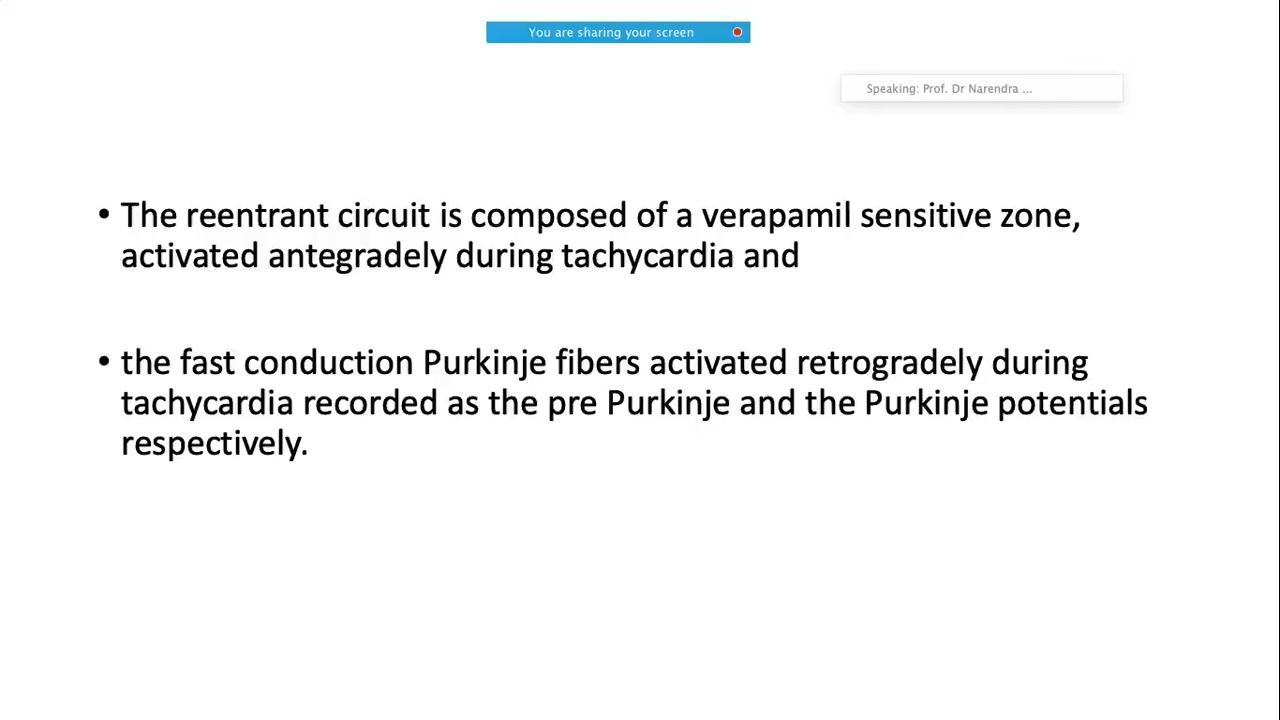 You are sharing your screen
Speaking: Prof. Dr Narendra ...
• The reentrant circuit is composed of a verapamil sensitive zone,
activated antegradely during tachycardia and
• the fast conduction Purkinje fibers activated retrogradely during
tachycardia recorded as the pre Purkinje and the Purkinje potentials
respectively.